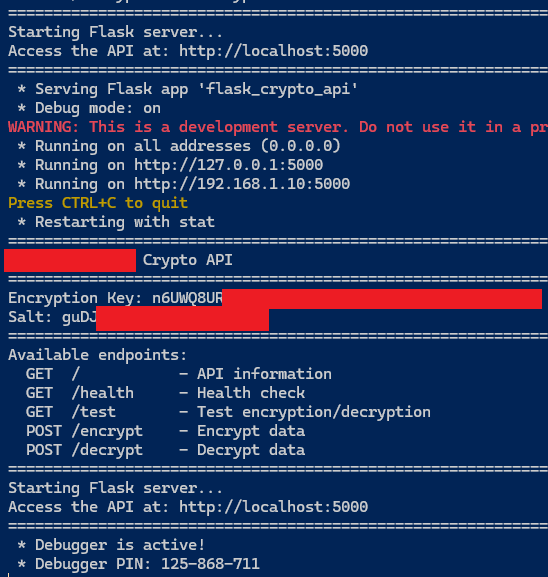 ====================================================
Starting Flask server...
Access the API at: http://localhost:5000
====================================================
 * Serving Flask app 'flask_crypto_api'
 * Debug mode: on
WARNING: This is a development server. Do not use it in a pr
 * Running on all addresses (0.0.0.0)
 * Running on http://127.0.0.1:5000
 * Running on http://192.168.1.10:5000
Press CTRL+C to quit
 * Restarting with stat
====================================================
Crypto API
====================================================
Encryption Key: n6UWQ8UR
Salt: guDJ
====================================================
Available endpoints:
  GET  /           - API information
  GET  /health     - Health check
  GET  /test       - Test encryption/decryption
  POST /encrypt    - Encrypt data
  POST /decrypt    - Decrypt data
====================================================
Starting Flask server...
Access the API at: http://localhost:5000
====================================================
 * Debugger is active!
 * Debugger PIN: 125-868-711